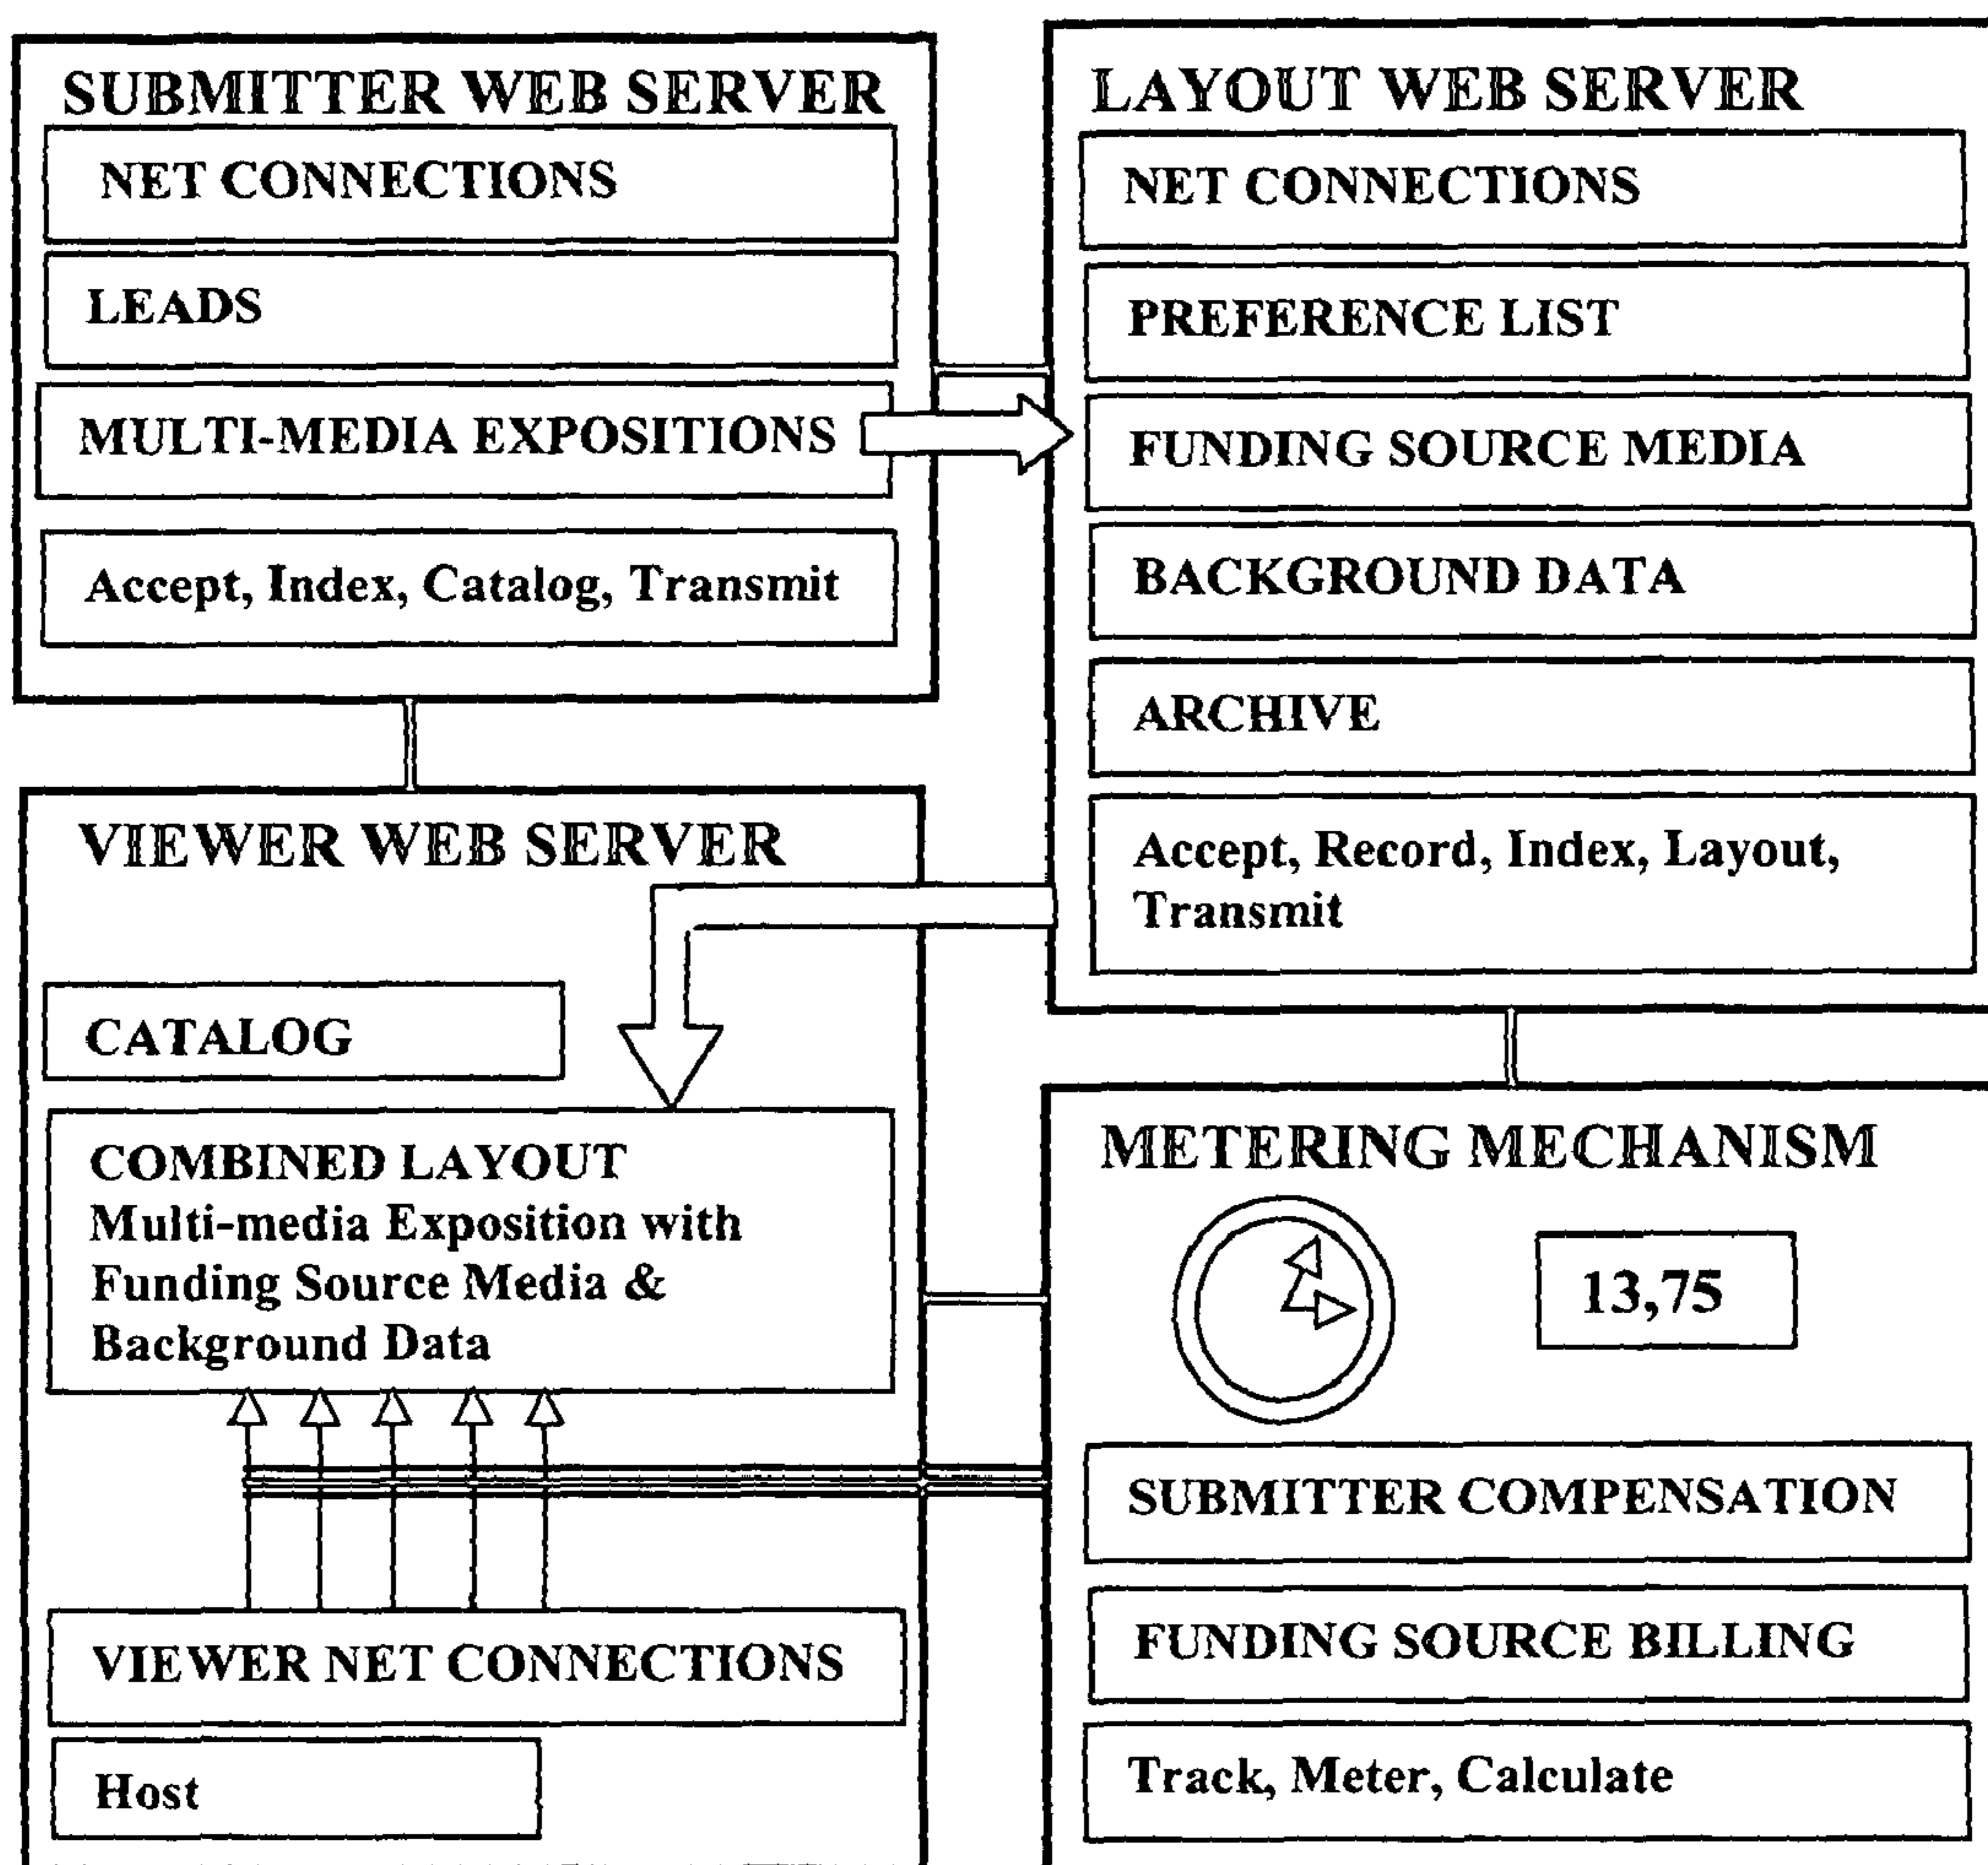 SUBMITTER WEB SERVER
NET CONNECTIONS
LEADS
MULTI-MEDIA EXPOSITIONS
Accept, Index, Catalog, Transmit
LAYOUT WEB SERVER
NET CONNECTIONS
PREFERENCE LIST
FUNDING SOURCE MEDIA
BACKGROUND DATA
ARCHIVE
Accept, Record, Index, Layout,
Transmit
VIEWER WEB SERVER
CATALOG
COMBINED LAYOUT
Multi-media Exposition with
Funding Source Media &
Background Data
VIEWER NET CONNECTIONS
Host
METERING MECHANISM
13,75
SUBMITTER COMPENSATION
FUNDING SOURCE BILLING
Track, Meter, Calculate